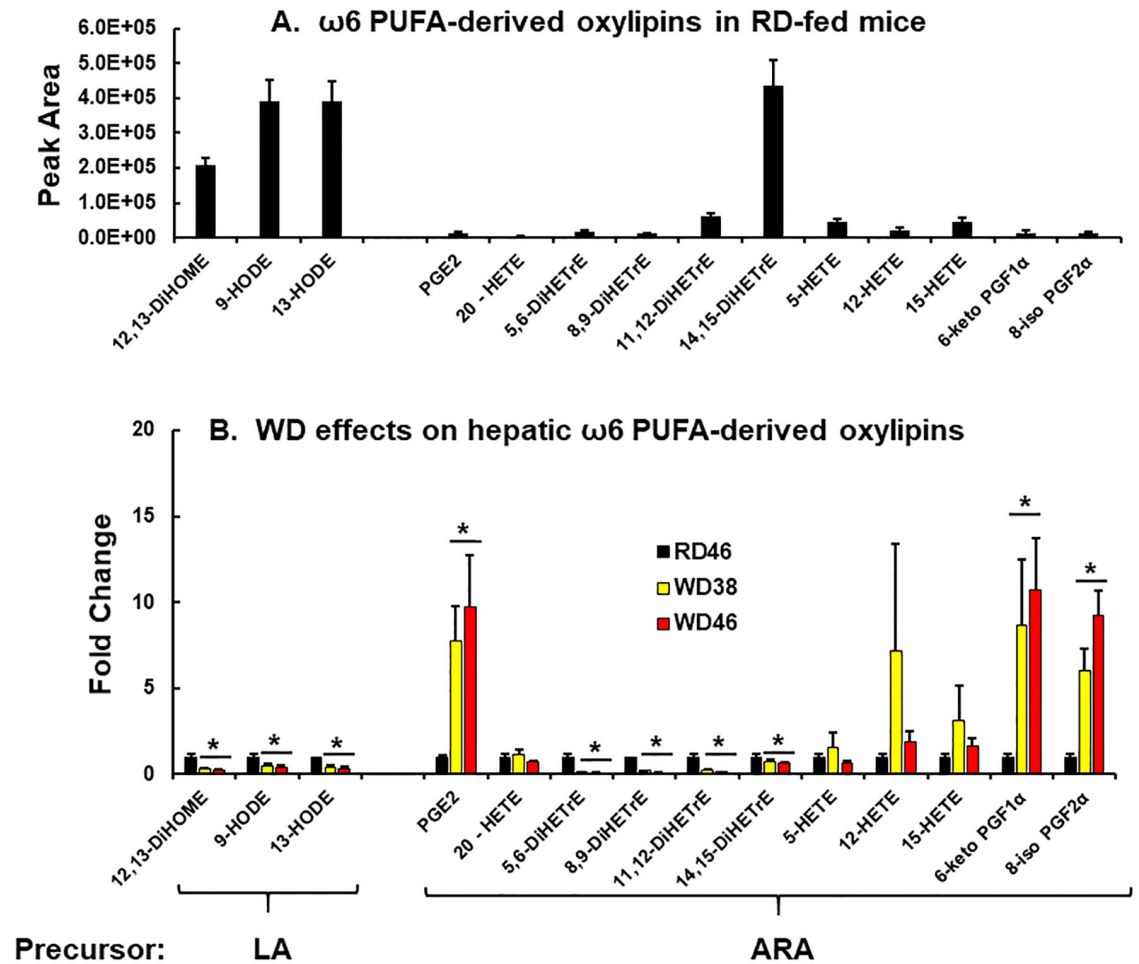 A. ω6 PUFA-derived oxylipins in RD-fed mice
Peak Area
6.0E+05
5.0E+05
4.0E+05
3.0E+05
2.0E+05
1.0E+05
0.0E+00
12,13-DiHOME
9-HODE
13-HODE
PGE2
20 - HETE
5,6-DiHETrE
8,9-DiHETrE
11,12-DiHETrE
14,15-DiHETrE
5-HETE
12-HETE
15-HETE
6-keto PGF1α
8-iso PGF2α
B. WD effects on hepatic ω6 PUFA-derived oxylipins
Fold Change
20
15
10
5
0
RD46
WD38
WD46
*
*
*
*
*
*
*
*
*
*
12,13-DiHOME
9-HODE
13-HODE
PGE2
20 - HETE
5,6-DiHETrE
8,9-DiHETrE
11,12-DiHETrE
14,15-DiHETrE
5-HETE
12-HETE
15-HETE
6-keto PGF1α
8-iso PGF2α
Precursor: LA ARA